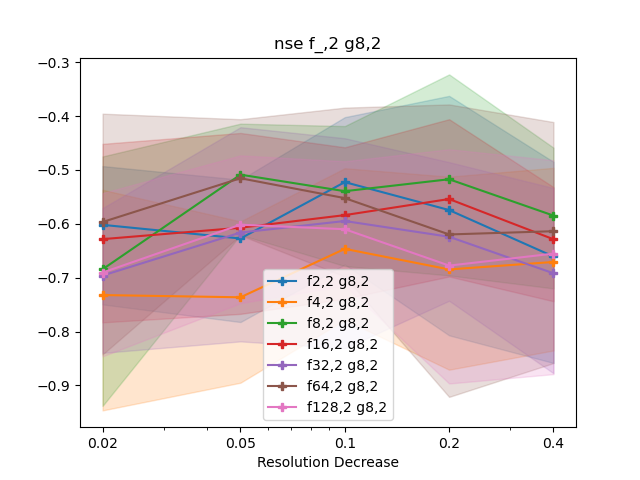 nse f_,2 g8,2
−0.3
−0.4
−0.5
−0.6
−0.7
−0.8
−0.9
f2,2 g8,2
f4,2 g8,2
f8,2 g8,2
f16,2 g8,2
f32,2 g8,2
f64,2 g8,2
f128,2 g8,2
0.02 0.05 0.1 0.2 0.4
Resolution Decrease